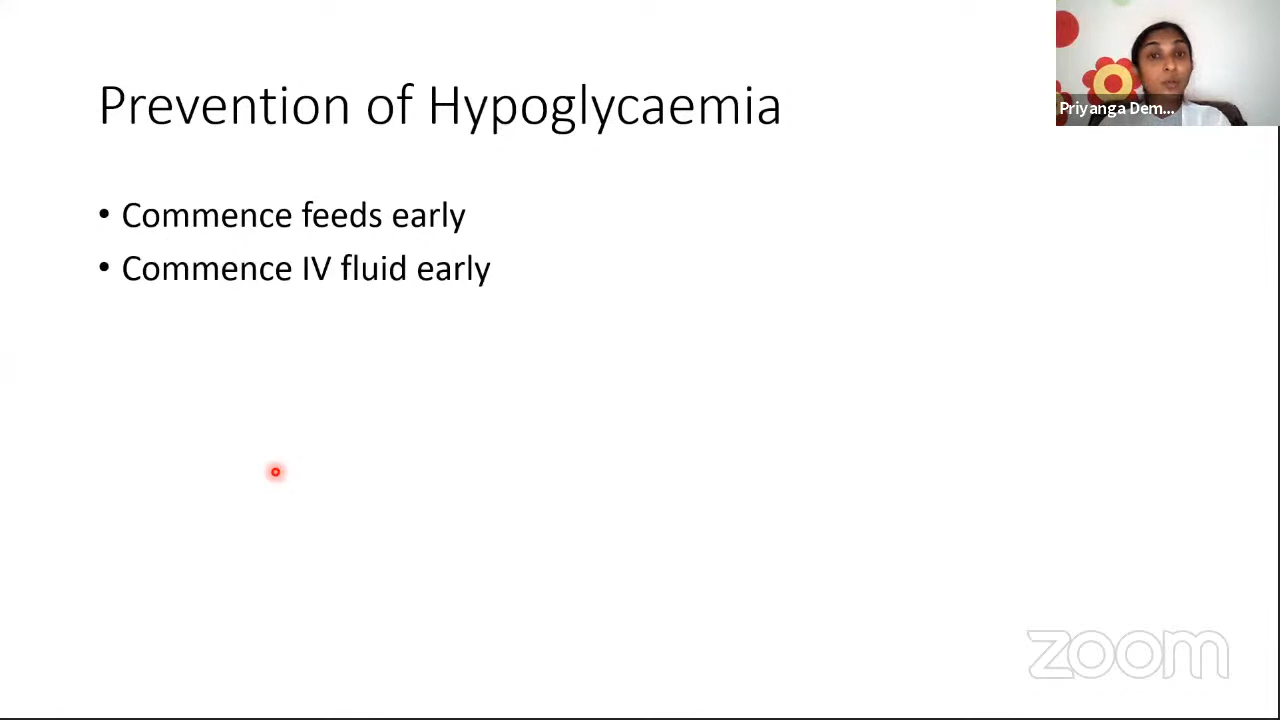 Prevention of Hypoglycaemia
Priyanga Dem...
• Commence feeds early
• Commence IV fluid early
zoom